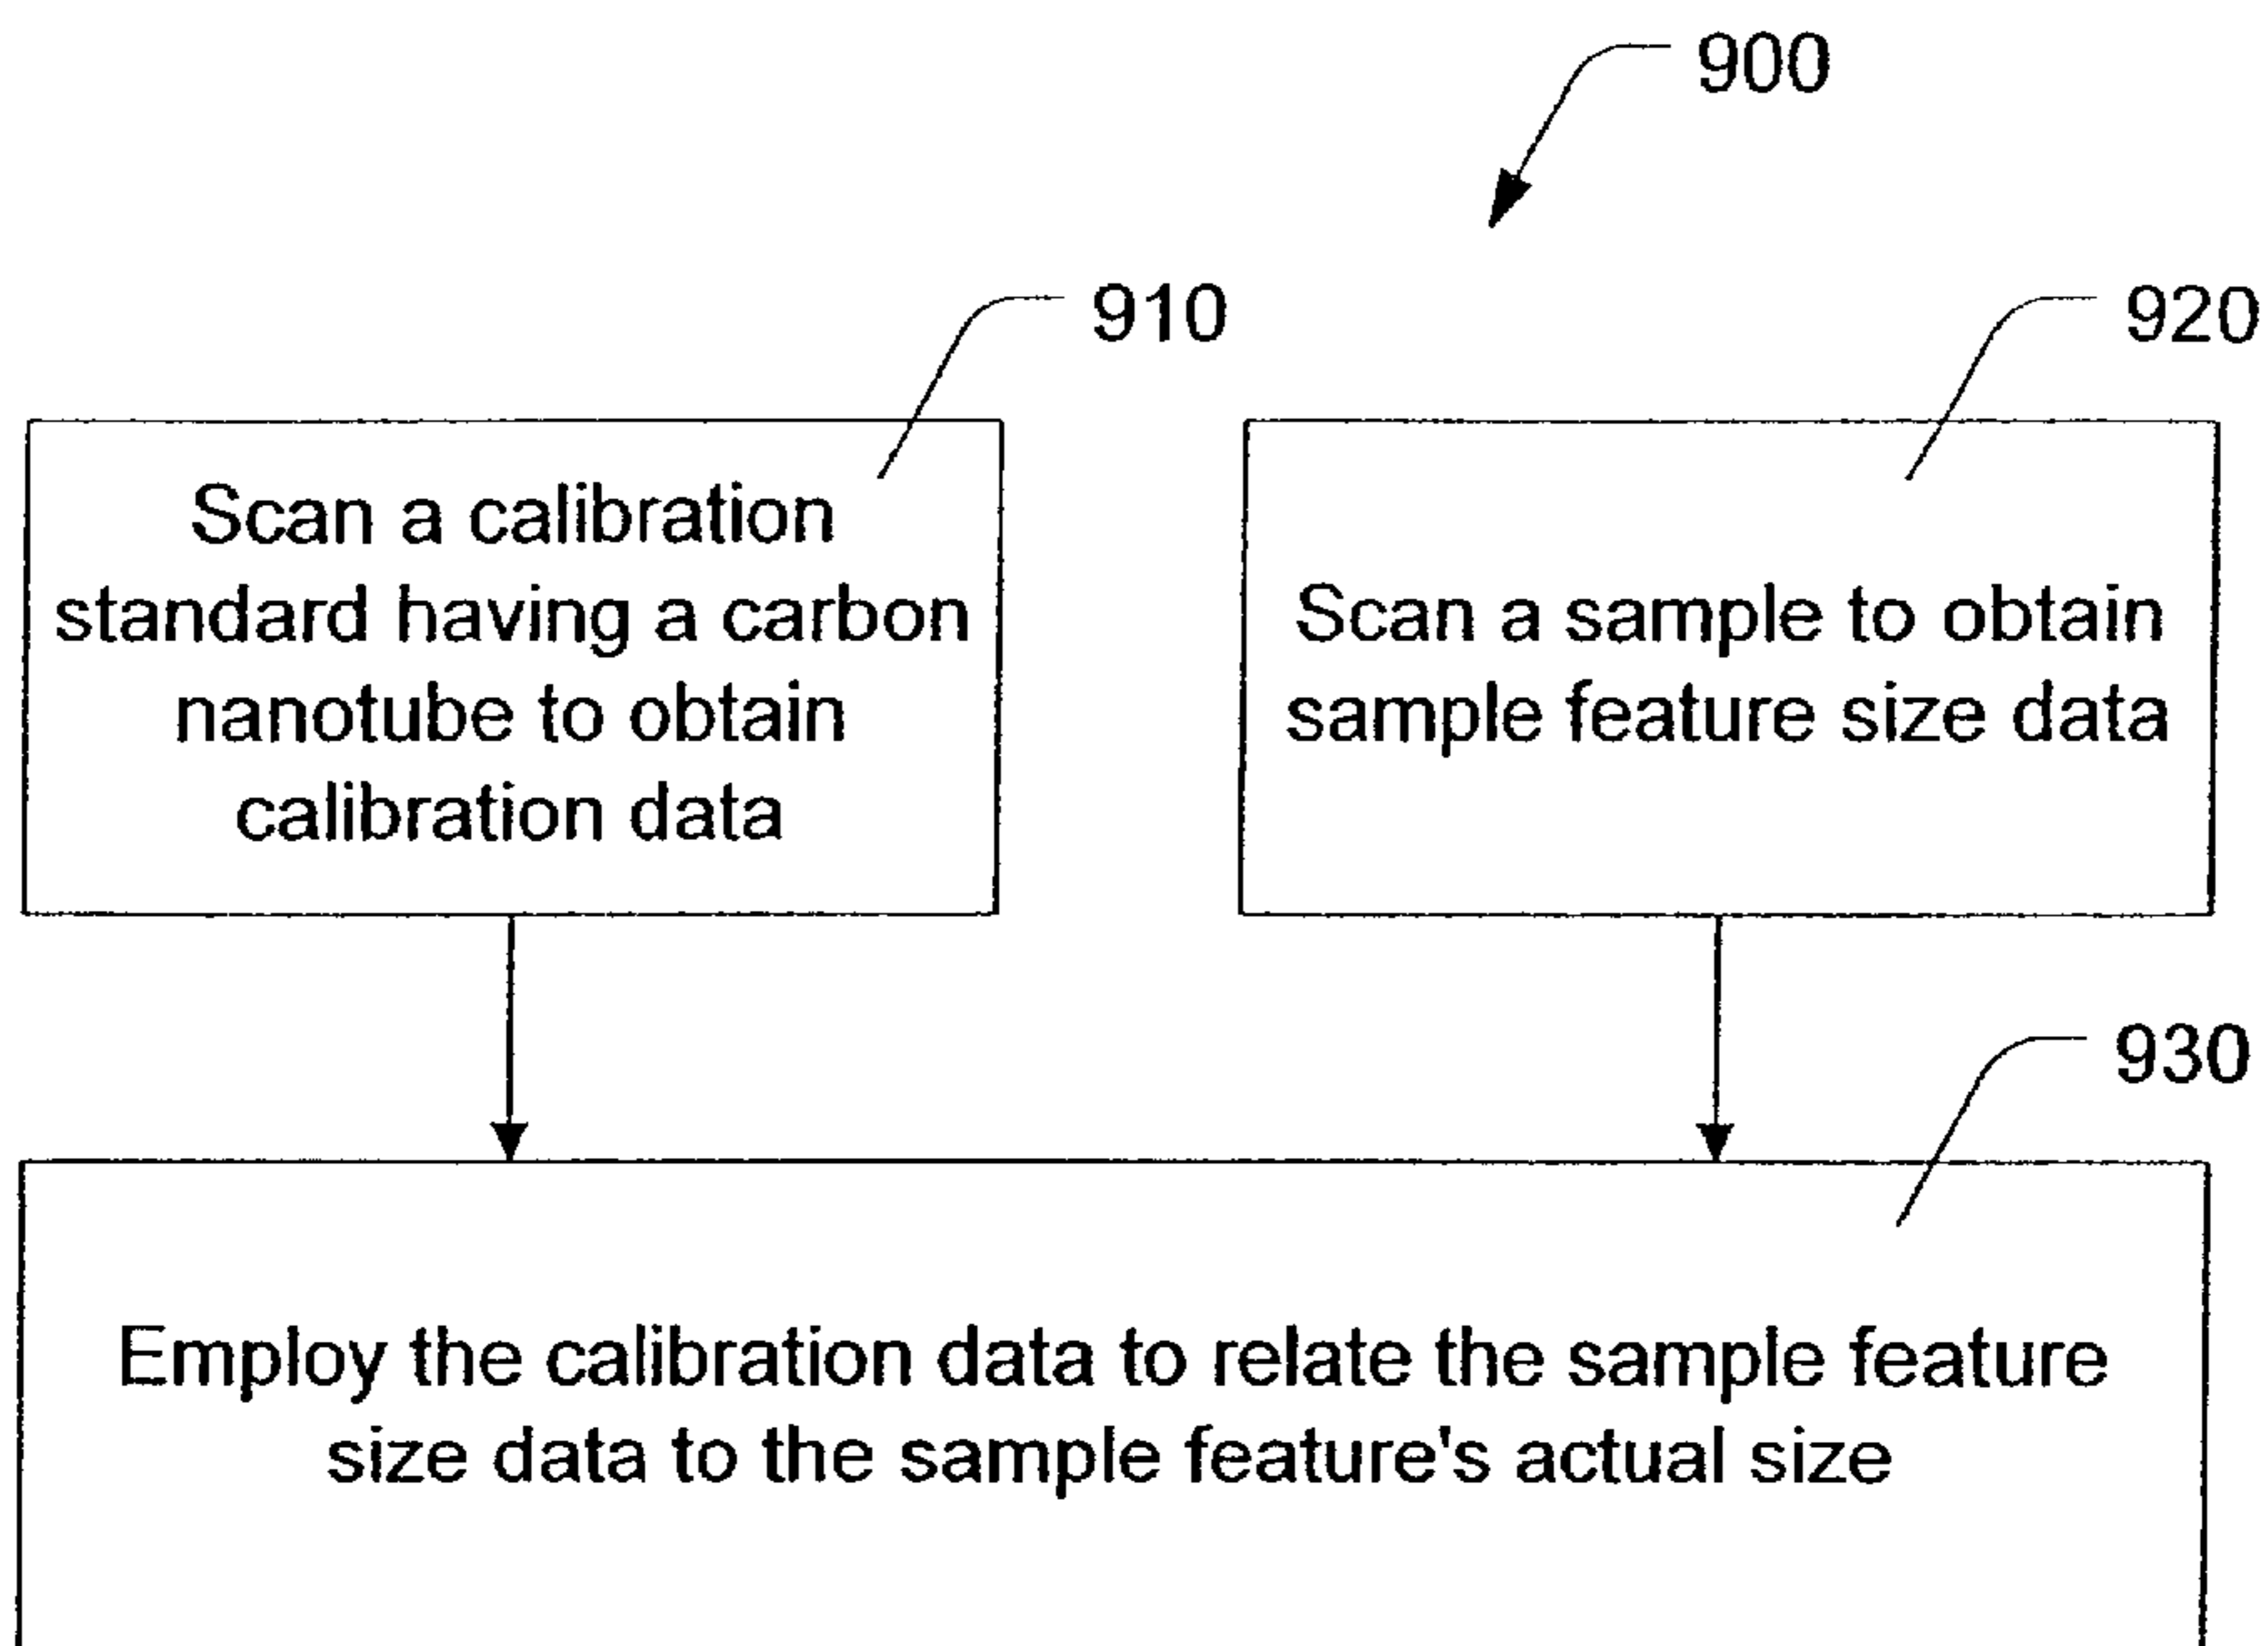 900
910
920
Scan a calibration
standard having a carbon
nanotube to obtain
calibration data
Scan a sample to obtain
sample feature size data
930
Employ the calibration data to relate the sample feature
size data to the sample feature's actual size